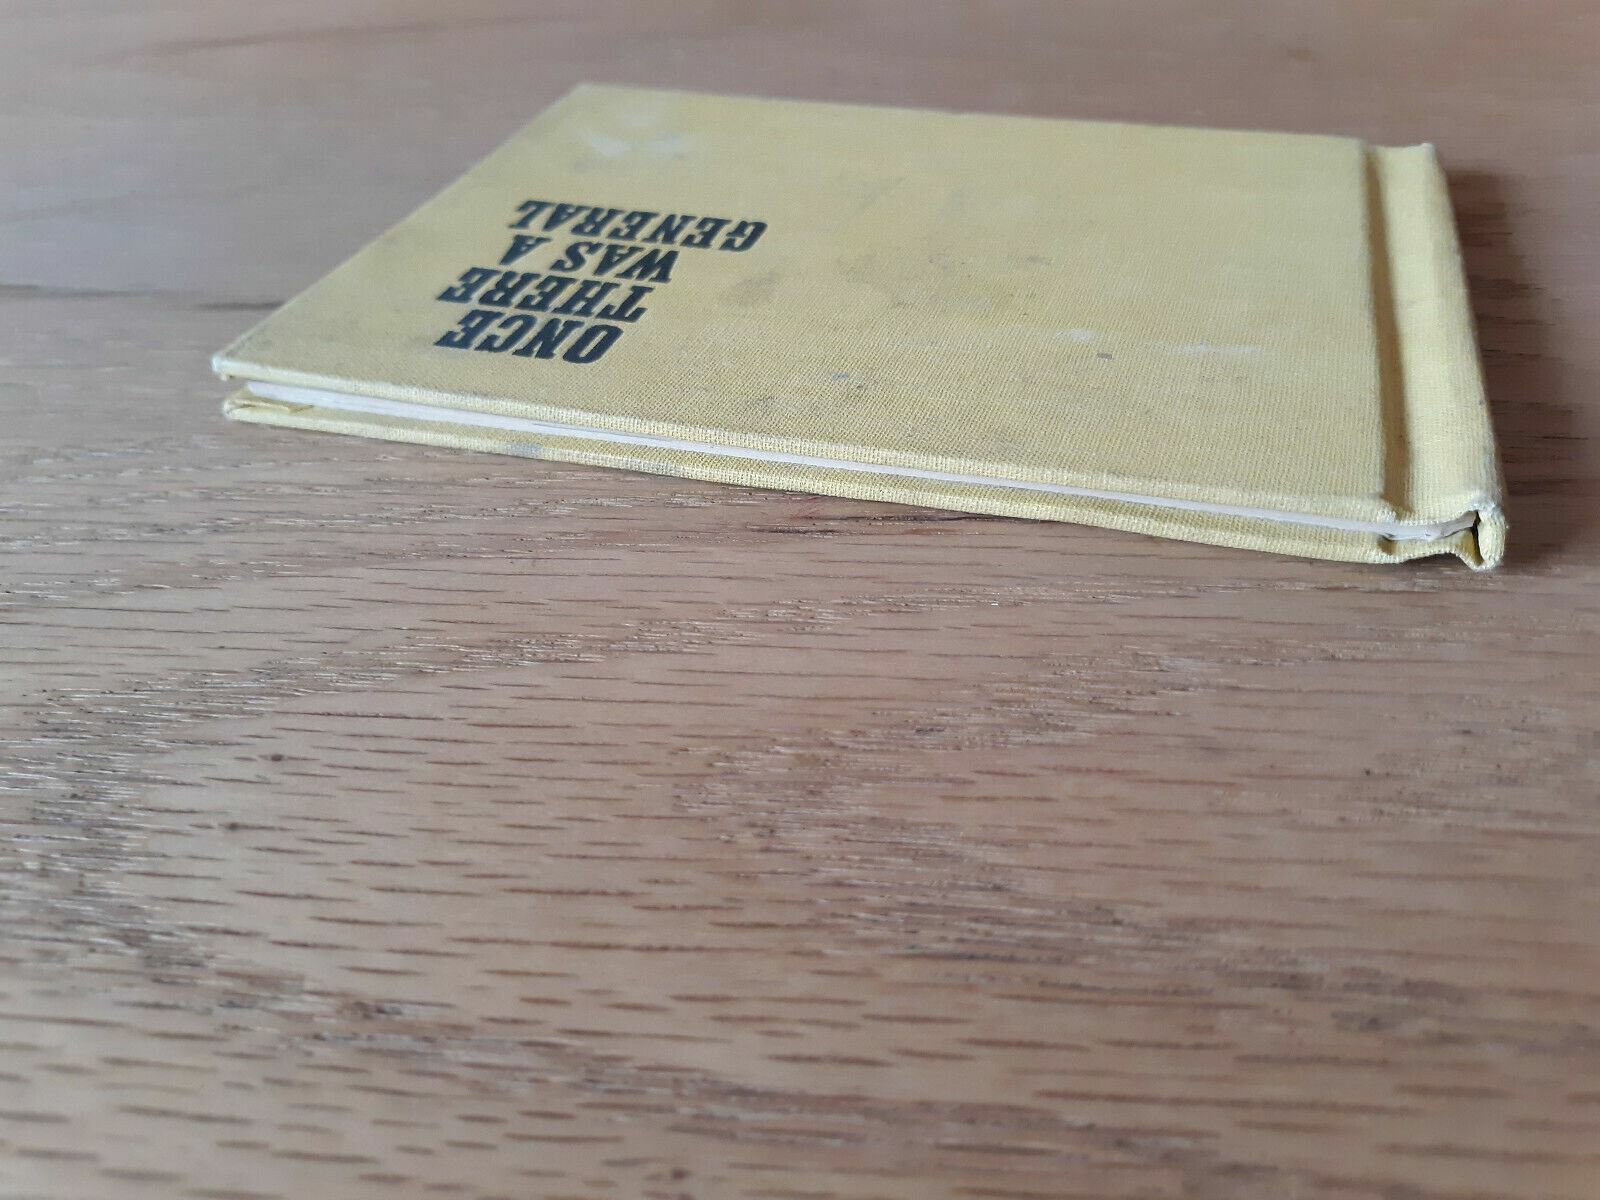 ONCE
THERE
WAS A
GENERAL